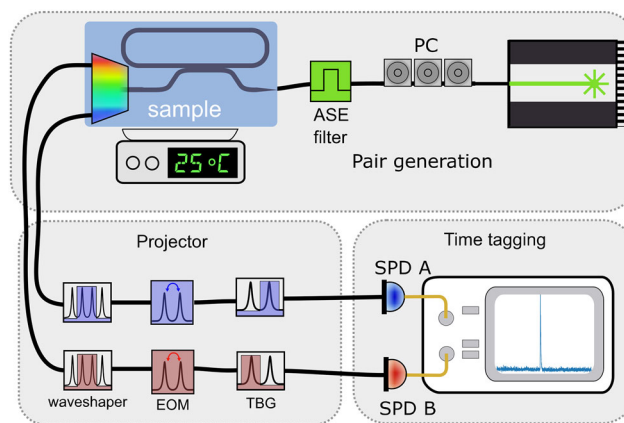 PC
sample
ASE
filter
25°C
Pair generation
Projector
Time tagging
SPD A
waveshaper
EOM
TBG
SPD B